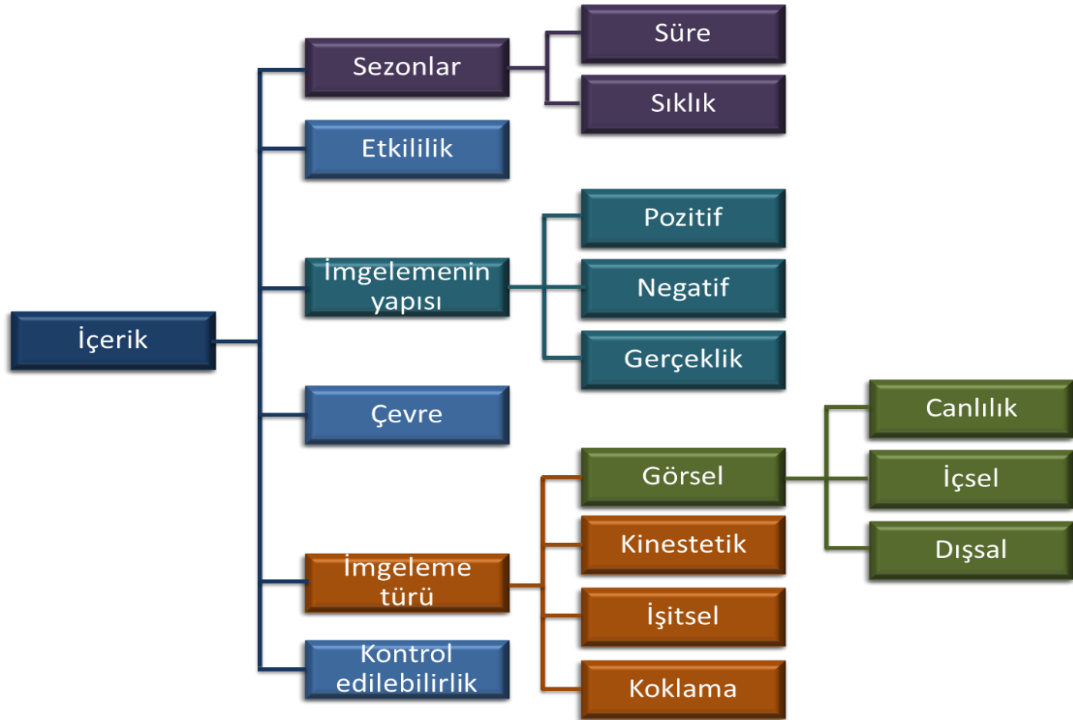 İçerik
Sezonlar
Süre
Sıklık
Etkililik
İmgelemenin
yapısı
Pozitif
Negatif
Gerçeklik
Çevre
İmgeleme
türü
Görsel
Canlılık
İçsel
Dışsal
Kinestetik
İşitsel
Koklama
Kontrol
edilebilirlik